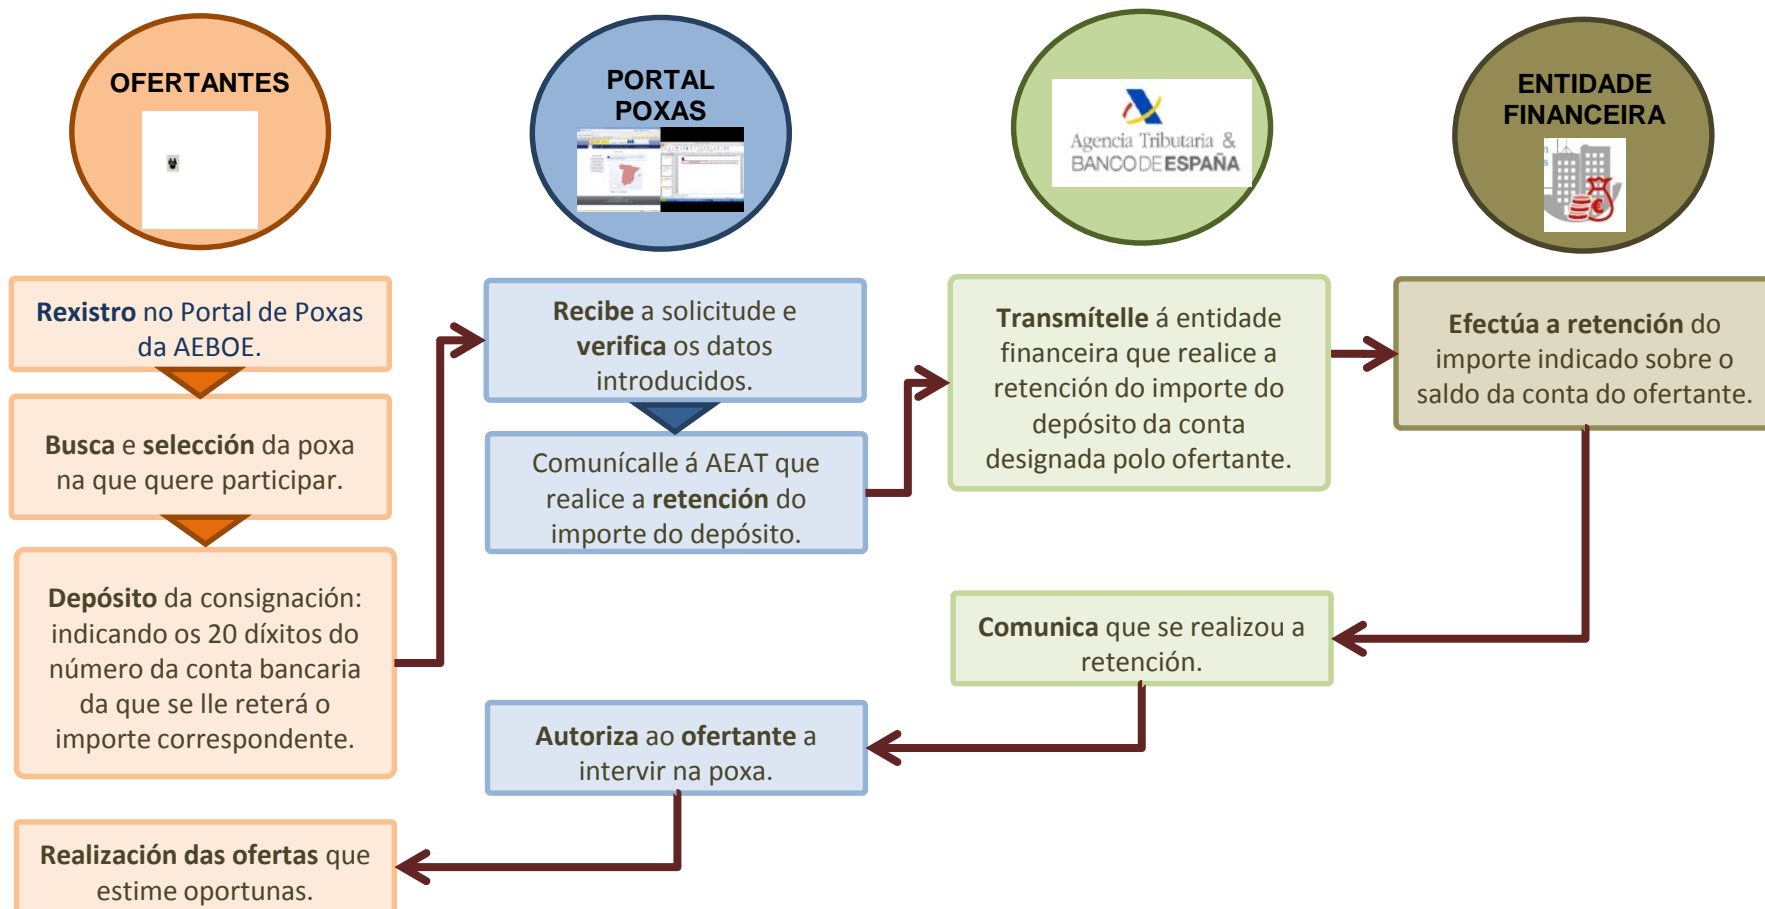 OFERTANTES
PORTAL
POXAS
Agencia Tributaria &
BANCO DE ESPAÑA
ENTIDADE
FINANCEIRA
Rexistro no Portal de Poxas
da AEBOE.
Busca e selección da poxa
na que quere participar.
Depósito da consignación:
indicando os 20 díxitos do
número da conta bancaria
da que se lle reterá o
importe correspondente.
Recibe a solicitude e
verifica os datos
introducidos.
Comunícalle á AEAT que
realice a retención do
importe do depósito.
Transmítelle á entidade
financeira que realice a
retención do importe do
depósito da conta
designada polo ofertante.
Efectúa a retención do
importe indicado sobre o
saldo da conta do ofertante.
Comunica que se realizou a
retención.
Autoriza ao ofertante a
intervir na poxa.
Realización das ofertas que
estime oportunas.